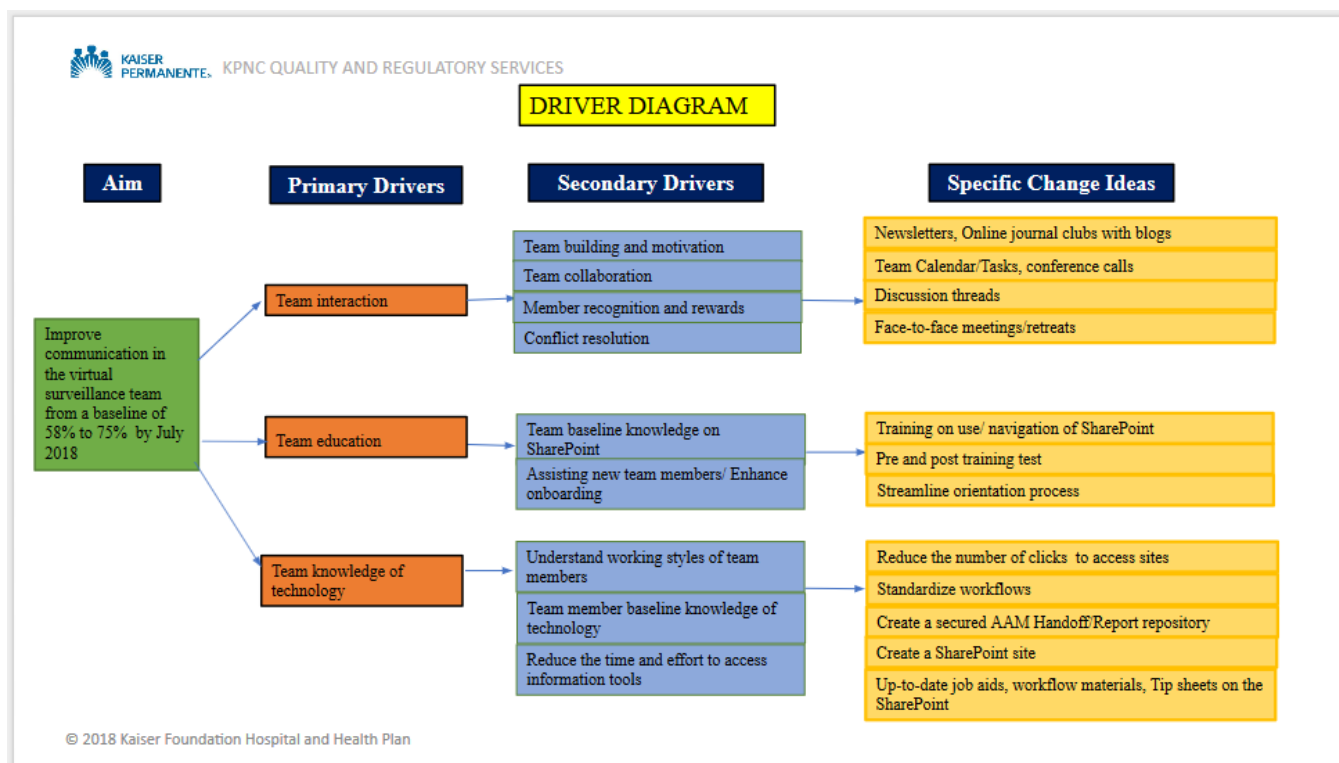 KAISER
PERMANENTE® KPNC QUALITY AND REGULATORY SERVICES
DRIVER DIAGRAM
Aim
Primary Drivers
Secondary Drivers
Specific Change Ideas
Improve
communication in
the virtual
surveillance team
from a baseline of
58% to 75% by July
2018
Team interaction
Team building and motivation
Team collaboration
Member recognition and rewards
Conflict resolution
Newsletters, Online journal clubs with blogs
Team Calendar/Tasks, conference calls
Discussion threads
Face-to-face meetings/retreats
Team education
Team baseline knowledge on
SharePoint
Assisting new team members/ Enhance
onboarding
Training on use/ navigation of SharePoint
Pre and post training test
Streamline orientation process
Team knowledge of
technology
Understand working styles of team
members
Team member baseline knowledge of
technology
Reduce the time and effort to access
information tools
Reduce the number of clicks to access sites
Standardize workflows
Create a secured AAM Handoff/Report repository
Create a SharePoint site
Up-to-date job aids, workflow materials, Tip sheets on the
SharePoint
© 2018 Kaiser Foundation Hospital and Health Plan